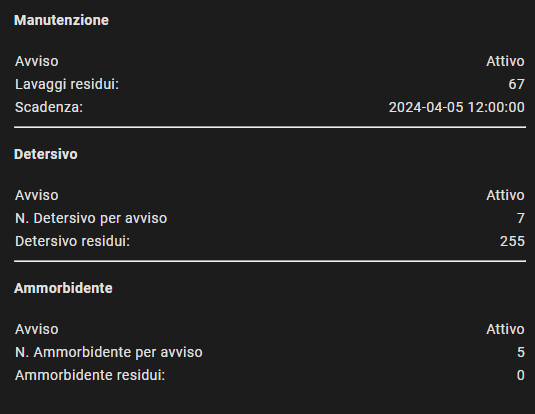 Manutenzione
Avviso Attivo
Lavaggi residui: 67
Scadenza: 2024-04-05 12:00:00
Detersivo
Avviso Attivo
N. Detersivo per avviso 7
Detersivo residui: 255
Ammorbidente
Avviso Attivo
N. Ammorbidente per avviso 5
Ammorbidente residui: 0